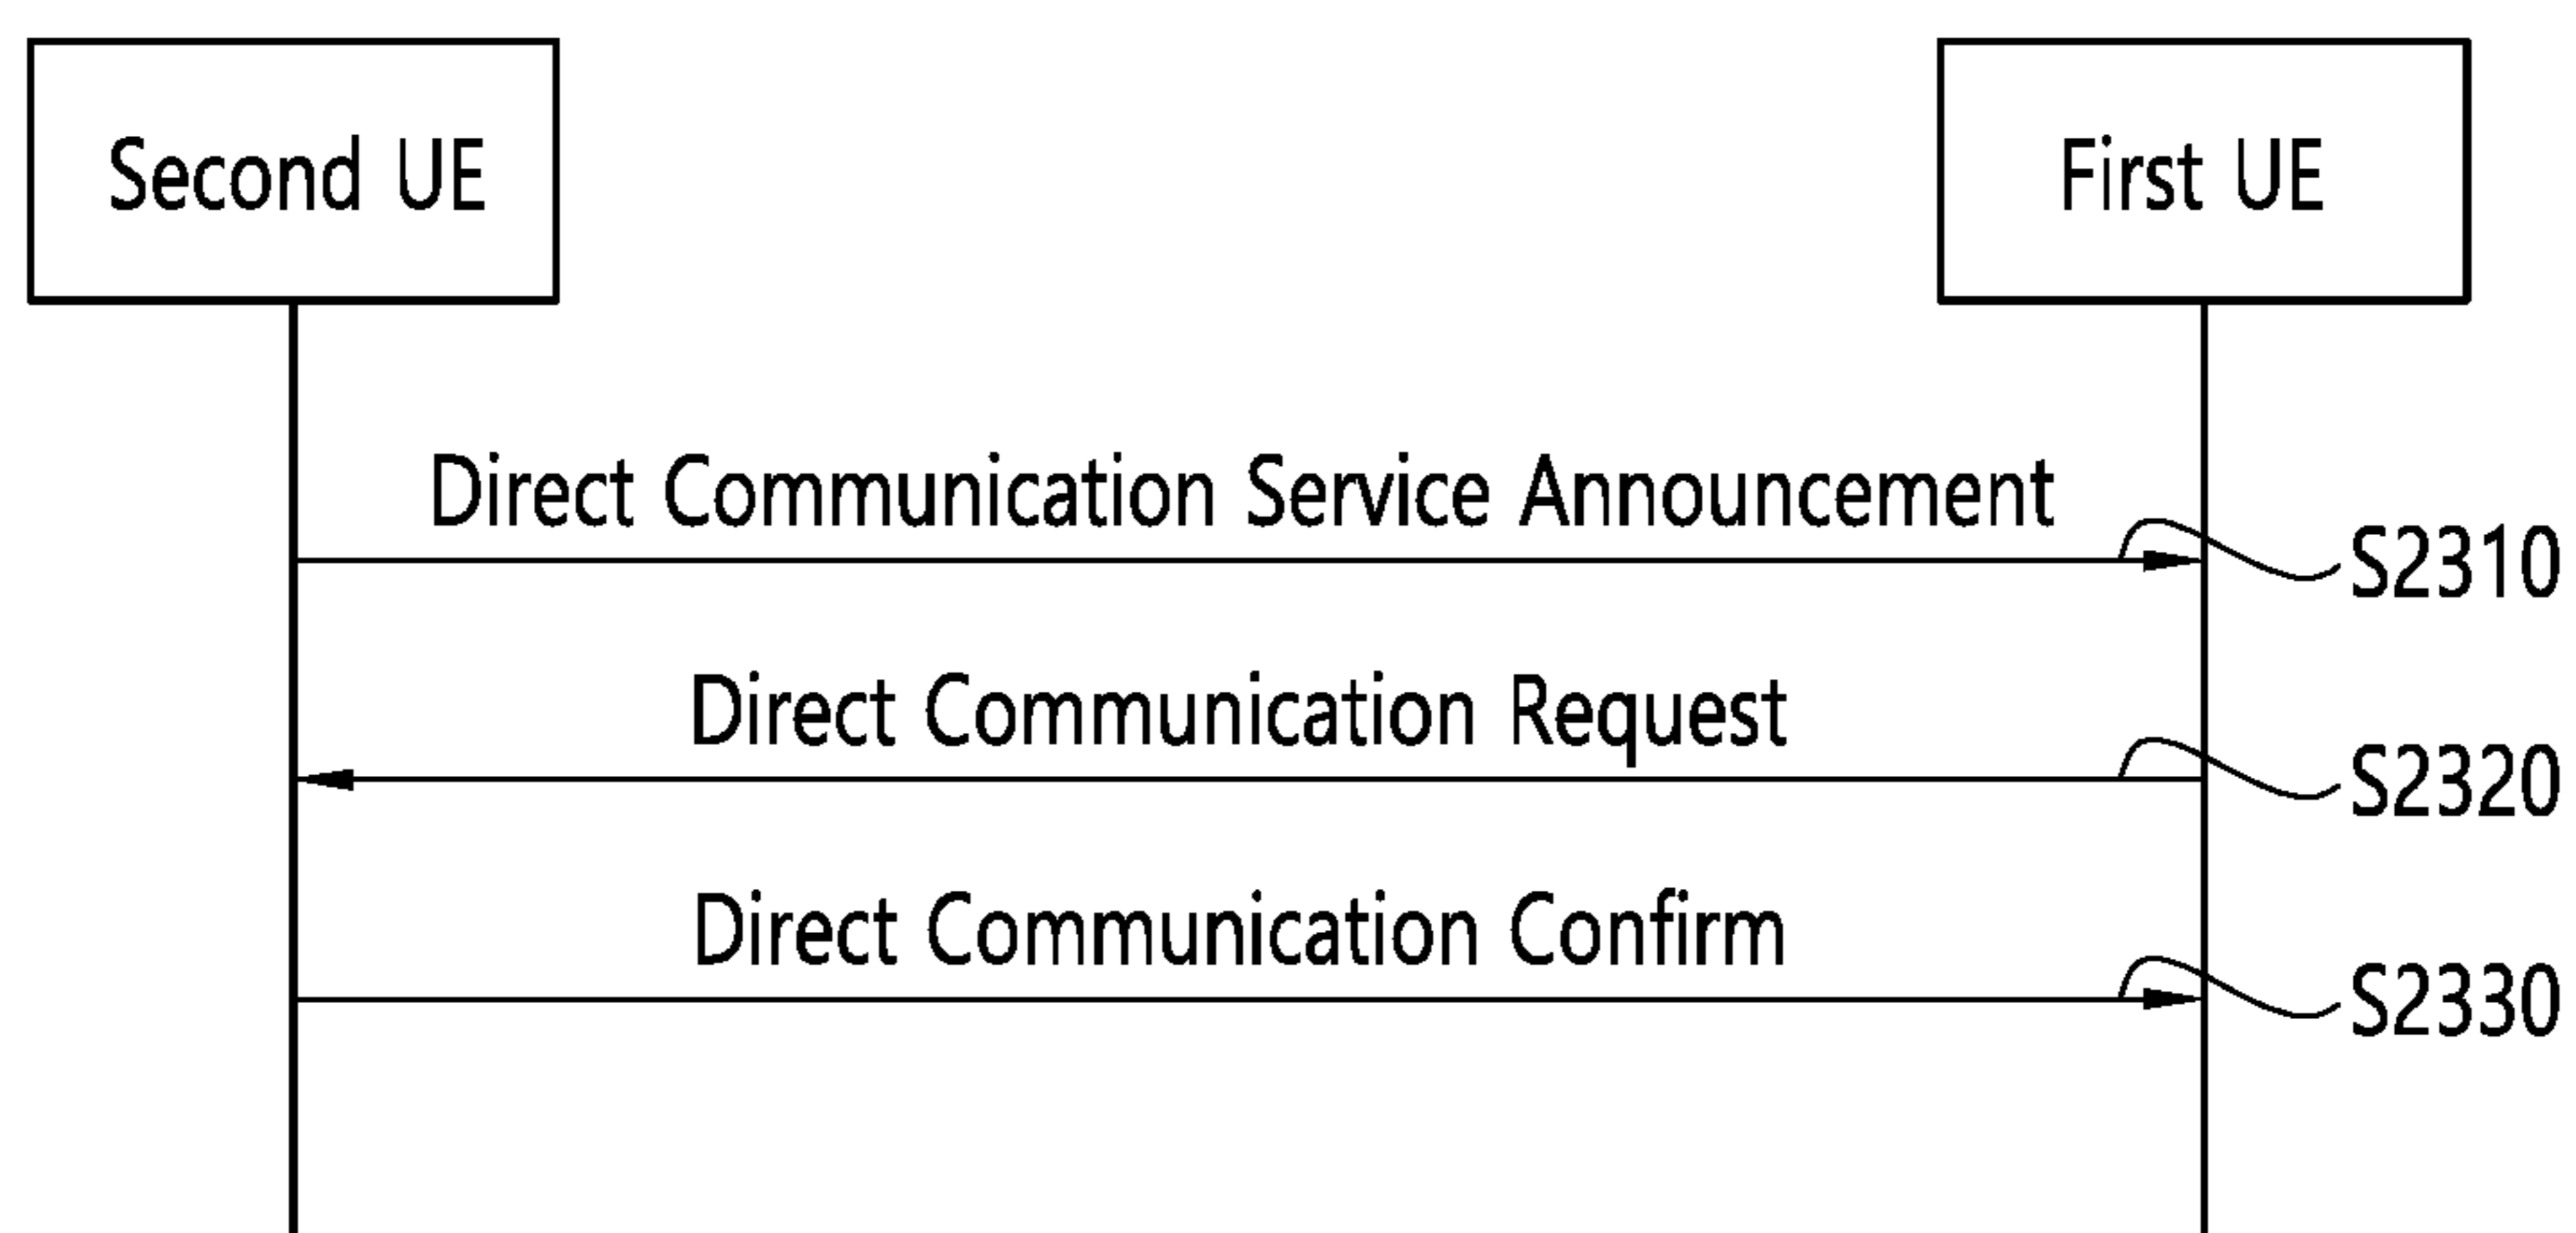 Second UE
First UE
Direct Communication Service Announcement
S2310
Direct Communication Request
S2320
Direct Communication Confirm
S2330